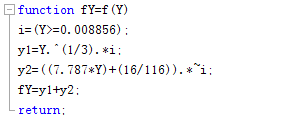 function fY=f(Y)
i=(Y>=0.008856);
y1=Y.^(1/3).*i;
y2=((7.787*Y)+(16/116)).*~i;
fY=y1+y2;
return;